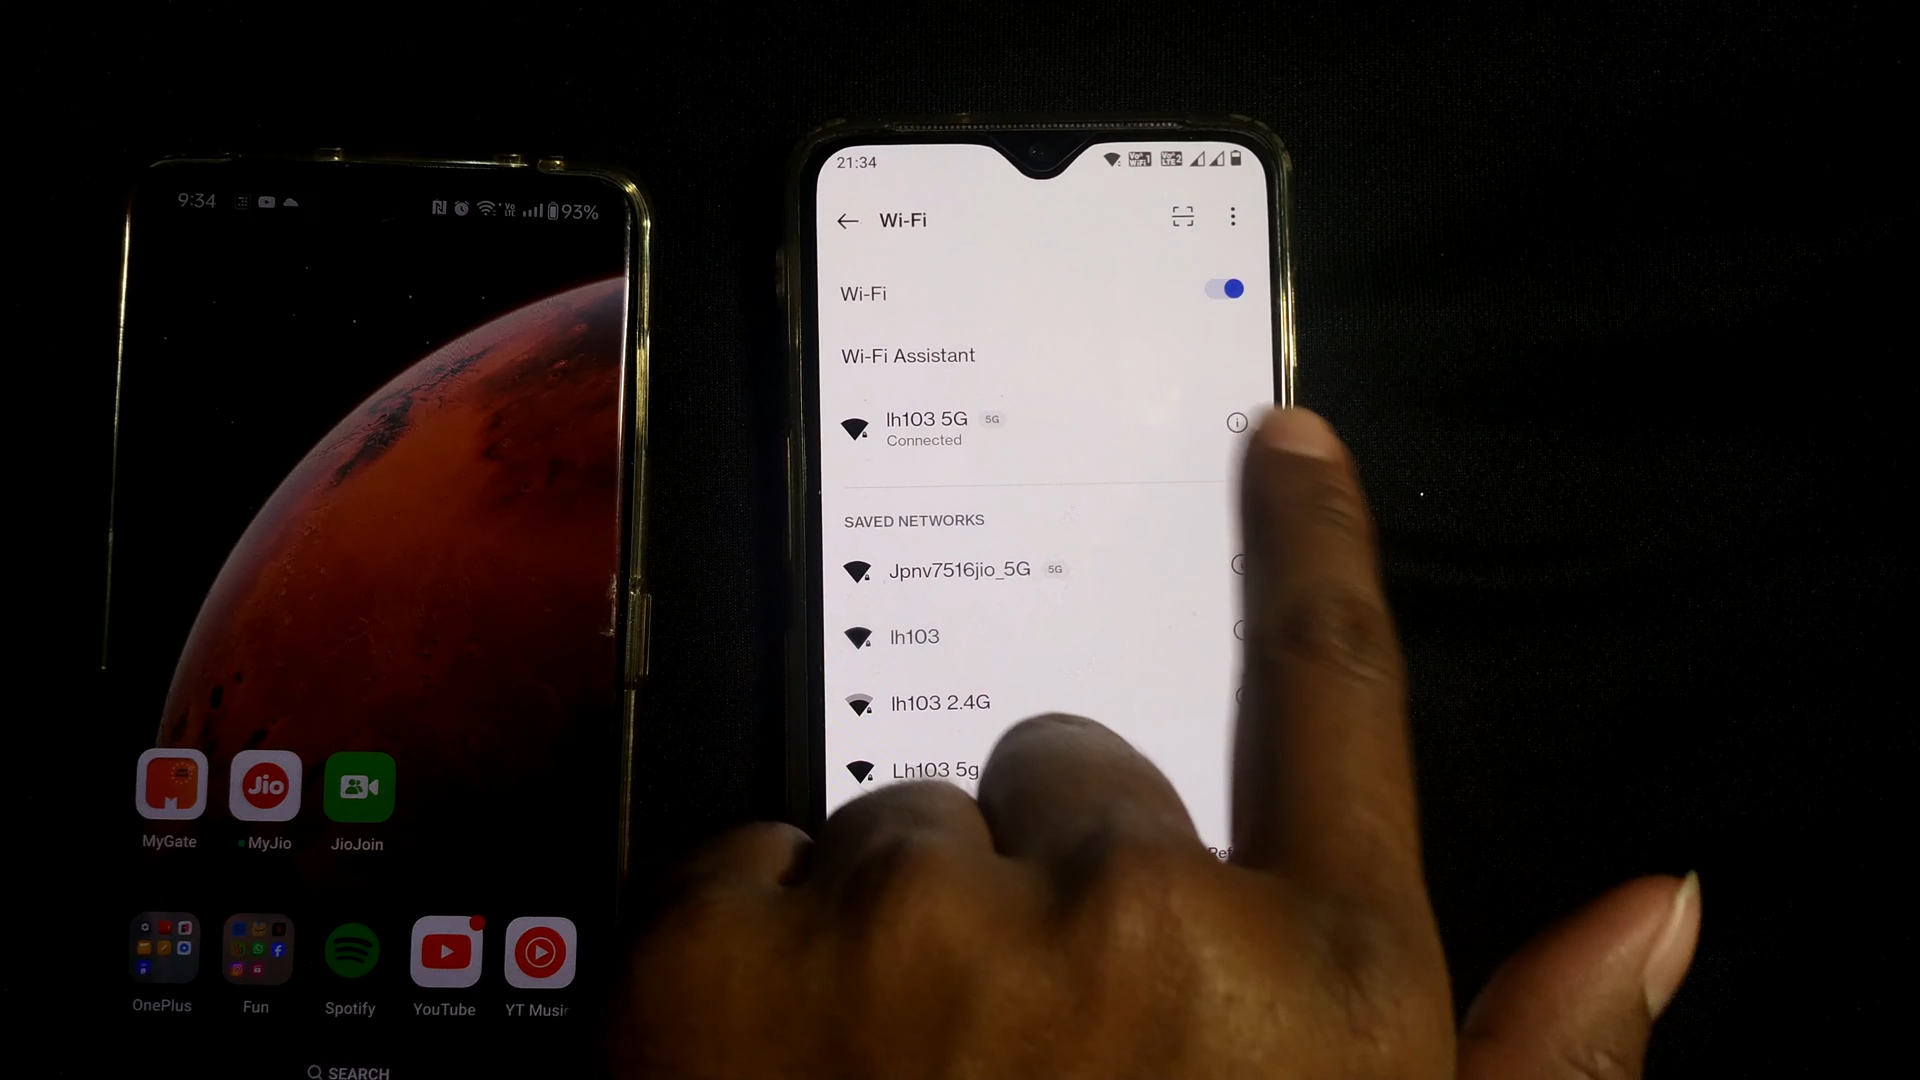 9:34
93%
Jio
MyGate
MyJio
JioJoin
OnePlus
Fun
Spotify
YouTube
YT Music
SEARCH
21:34
Wi-Fi
Wi-Fi
Wi-Fi Assistant
lh103 5G 5G
Connected
SAVED NETWORKS
Jpnv7516jio_5G 5G
lh103
lh103 2.4G
Lh103 5g